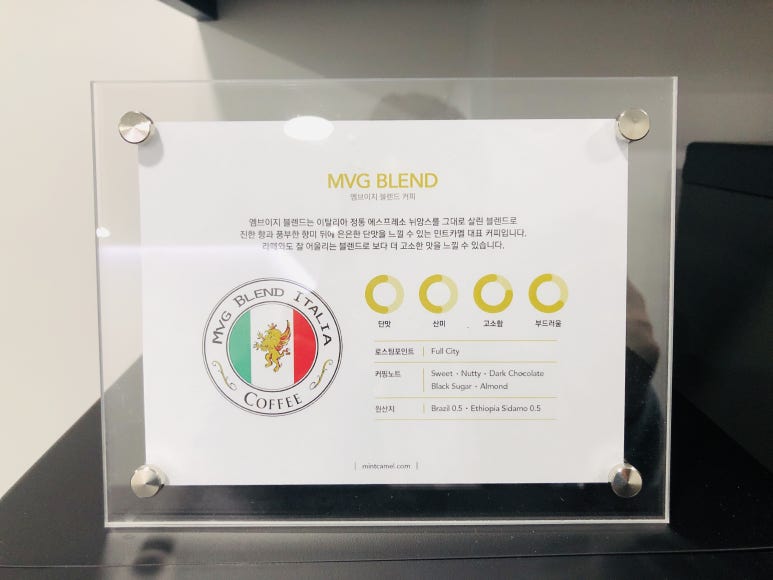 MVG BLEND
엠브이지 블렌드 커피
엠브이지 블렌드는 이탈리아 정통 에스프레소 뉘앙스를 그대로 살린 블렌드로
진한 향과 풍부한 향미 뒤에 은은한 단맛을 느낄 수 있는 민트카멜 대표 커피입니다.
라떼와도 잘 어울리는 블렌드로 보다 더 고소한 맛을 느낄 수 있습니다.
MVG BLEND ITALIA
COFFEE
단맛 산미 고소함 부드러움
로스팅포인트 Full City
커핑노트 Sweet・Nutty・Dark Chocolate
Black Sugar・Almond
원산지 Brazil 0.5・Ethiopia Sidamo 0.5
| mintcamel.com |